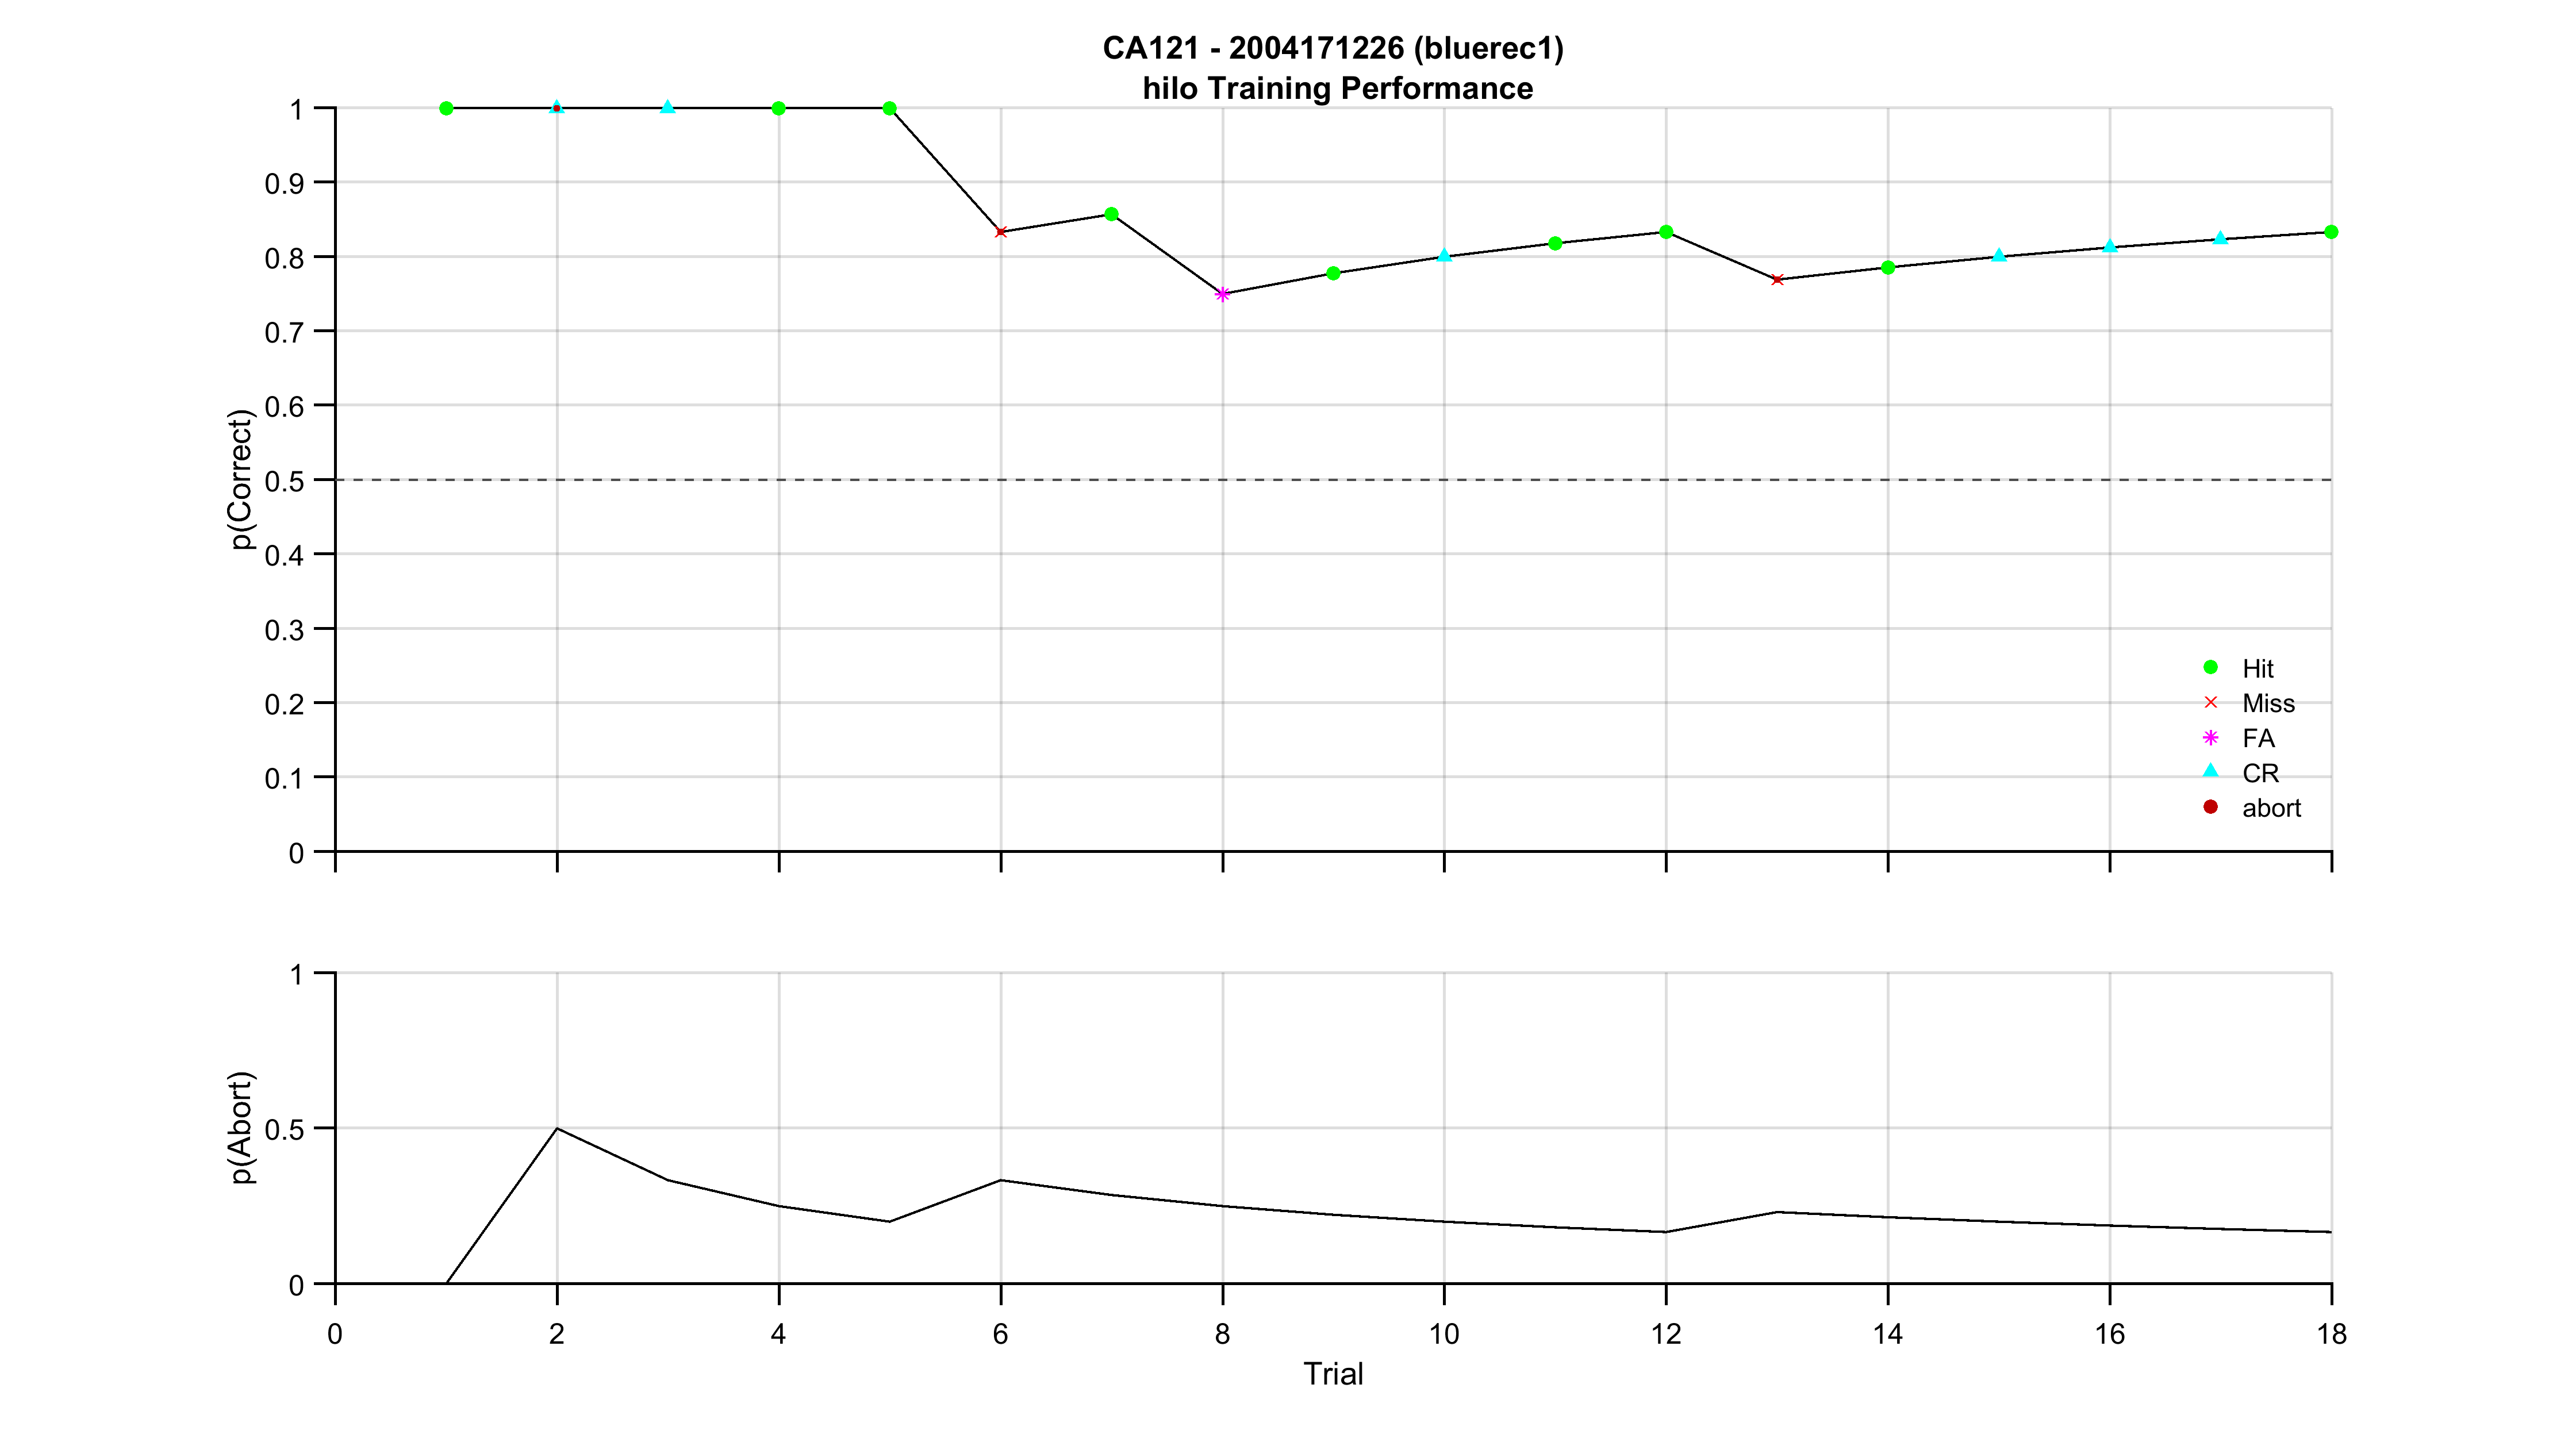 CA121 - 2004171226 (bluerec1)
hilo Training Performance
p(Correct)
1
0.9
0.8
0.7
0.6
0.5
0.4
0.3
0.2
0.1
0
Hit
Miss
FA
CR
abort
p(Abort)
1
0.5
0
0 2 4 6 8 10 12 14 16 18
Trial